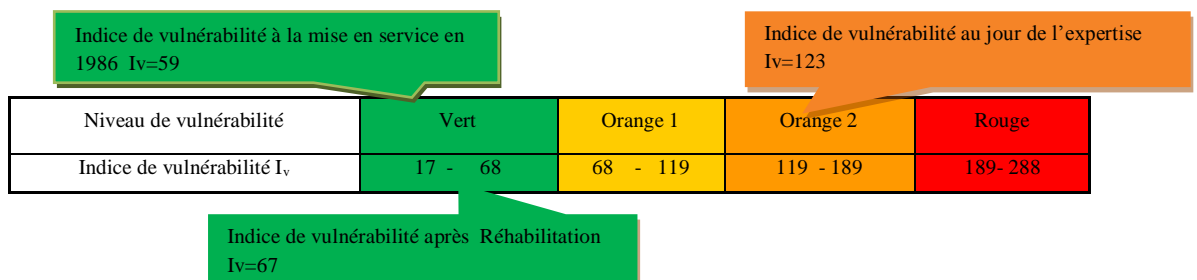 Indice de vulnérabilité à la mise en service en
1986 Iv=59
Indice de vulnérabilité au jour de l'expertise
Iv=123
Niveau de vulnérabilité Vert Orange 1 Orange 2 Rouge
Indice de vulnérabilité Iv 17 - 68 68 - 119 119 - 189 189- 288
Indice de vulnérabilité après Réhabilitation
Iv=67